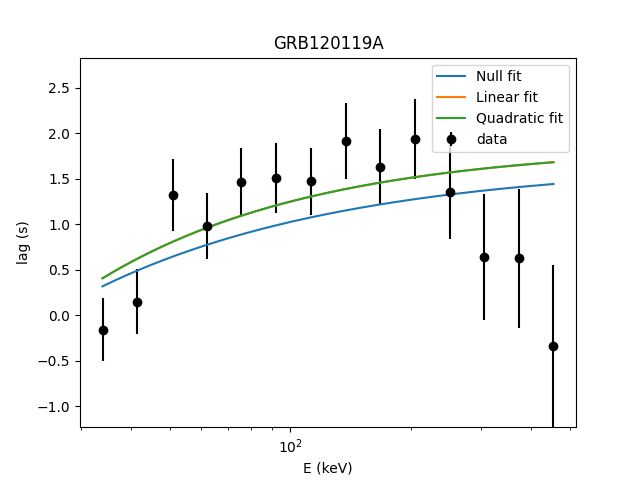 GRB120119A
Null fit
Linear fit
Quadratic fit
data
2.5
2.0
1.5
1.0
0.5
0.0
−0.5
−1.0
lag (s)
10²
E (keV)